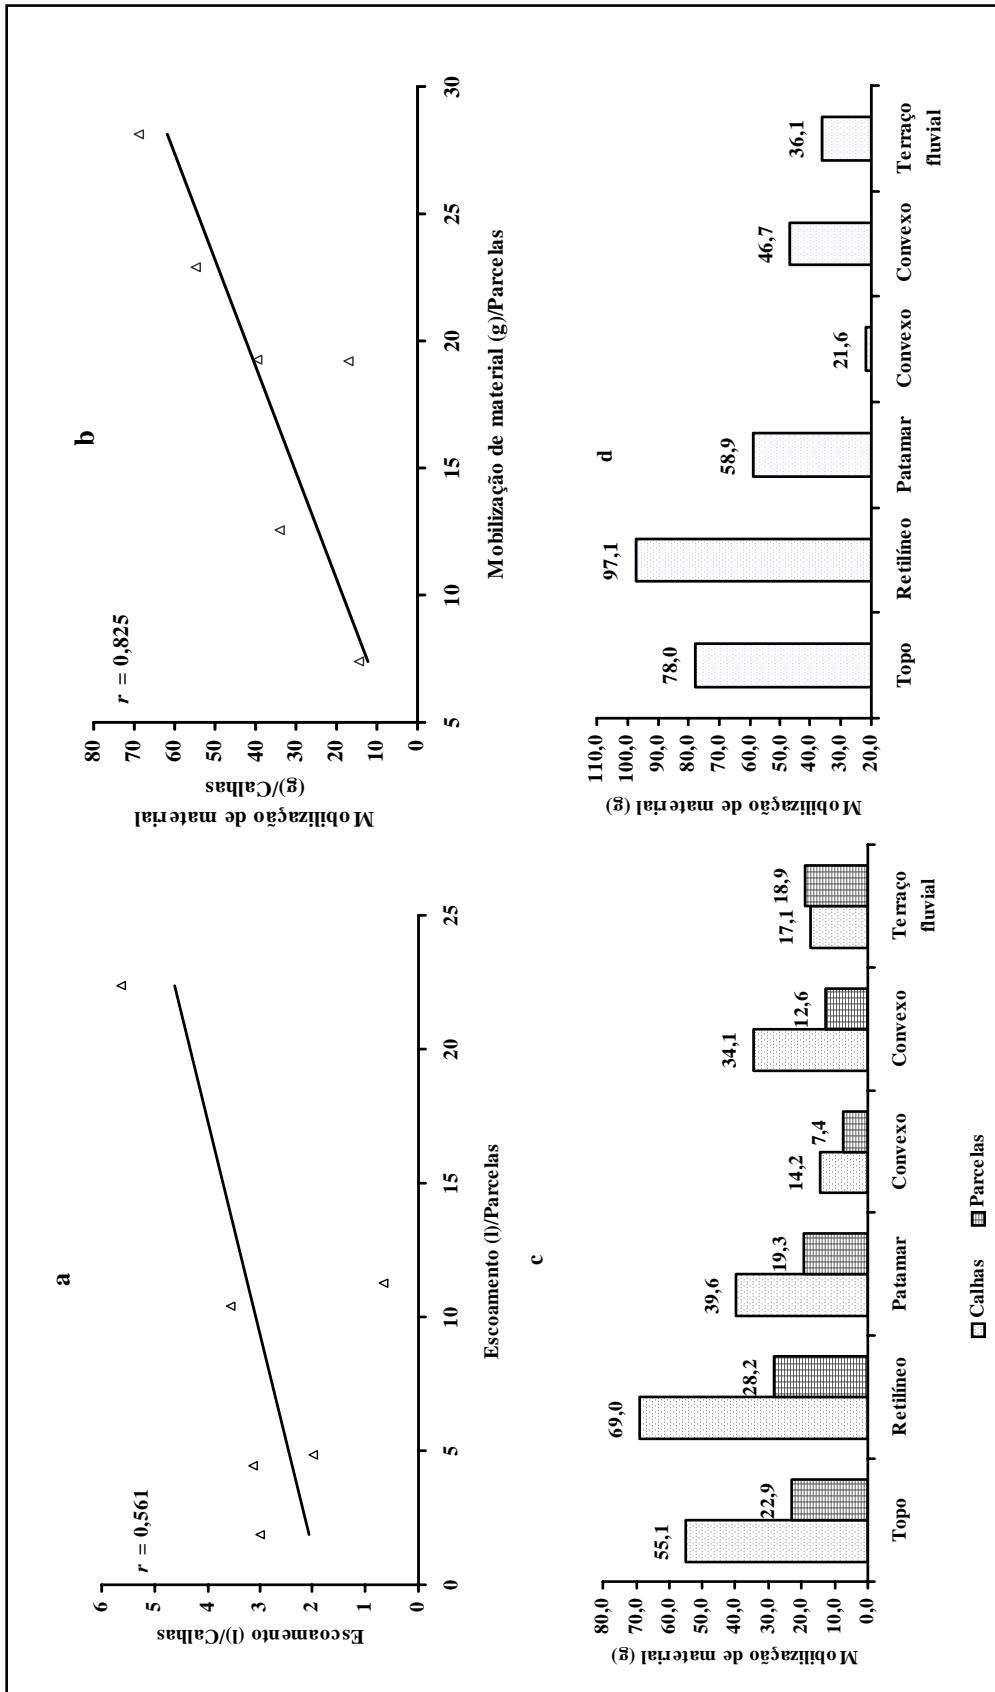 a
r = 0,561
Escoamento (l)/Calhas
6
5
4
3
2
1
0
0
5
10
15
20
25
Escoamento (l)/Parcelas
b
r = 0,825
Mobilização de material
(g)/Calhas
80
70
60
50
40
30
20
10
0
5
10
15
20
25
30
Mobilização de material (g)/Parcelas
c
Mobilização de material (g)
80,0
70,0
60,0
50,0
40,0
30,0
20,0
10,0
0,0
55,1
22,9
69,0
28,2
39,6
19,3
14,2
7,4
34,1
12,6
17,1
18,9
Topo
Retilíneo
Patamar
Convexo
Convexo
Terraço
fluvial
Calhas
Parcelas
d
Mobilização de material (g)
110,0
100,0
90,0
80,0
70,0
60,0
50,0
40,0
30,0
20,0
78,0
97,1
58,9
21,6
46,7
36,1
Topo
Retilíneo
Patamar
Convexo
Convexo
Terraço
fluvial